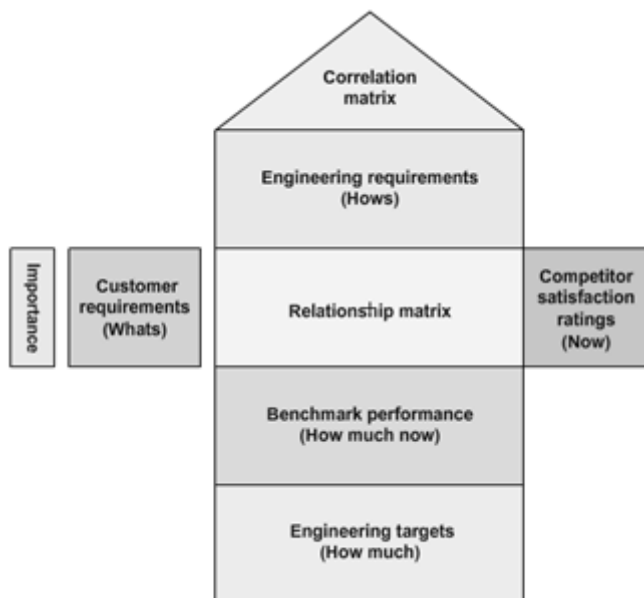 Correlation
matrix
Engineering requirements
(Hows)
Importance
Customer
requirements
(Whats)
Relationship matrix
Competitor
satisfaction
ratings
(Now)
Benchmark performance
(How much now)
Engineering targets
(How much)